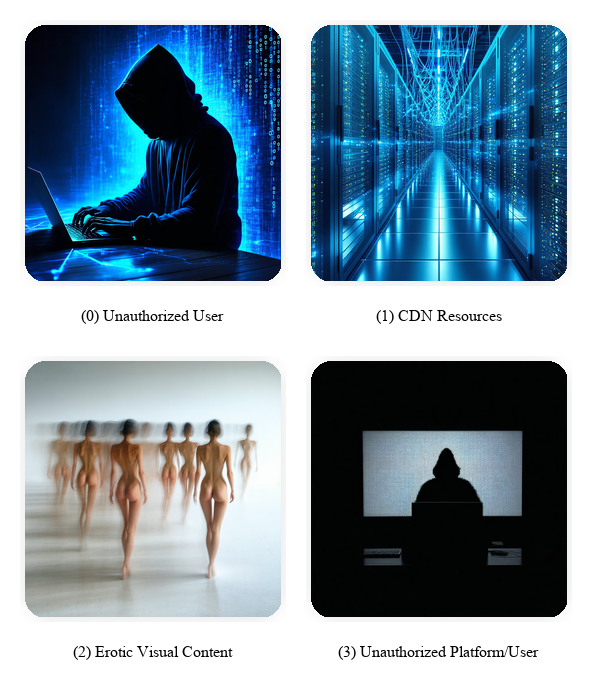 (0) Unauthorized User
(1) CDN Resources
(2) Erotic Visual Content
(3) Unauthorized Platform/User